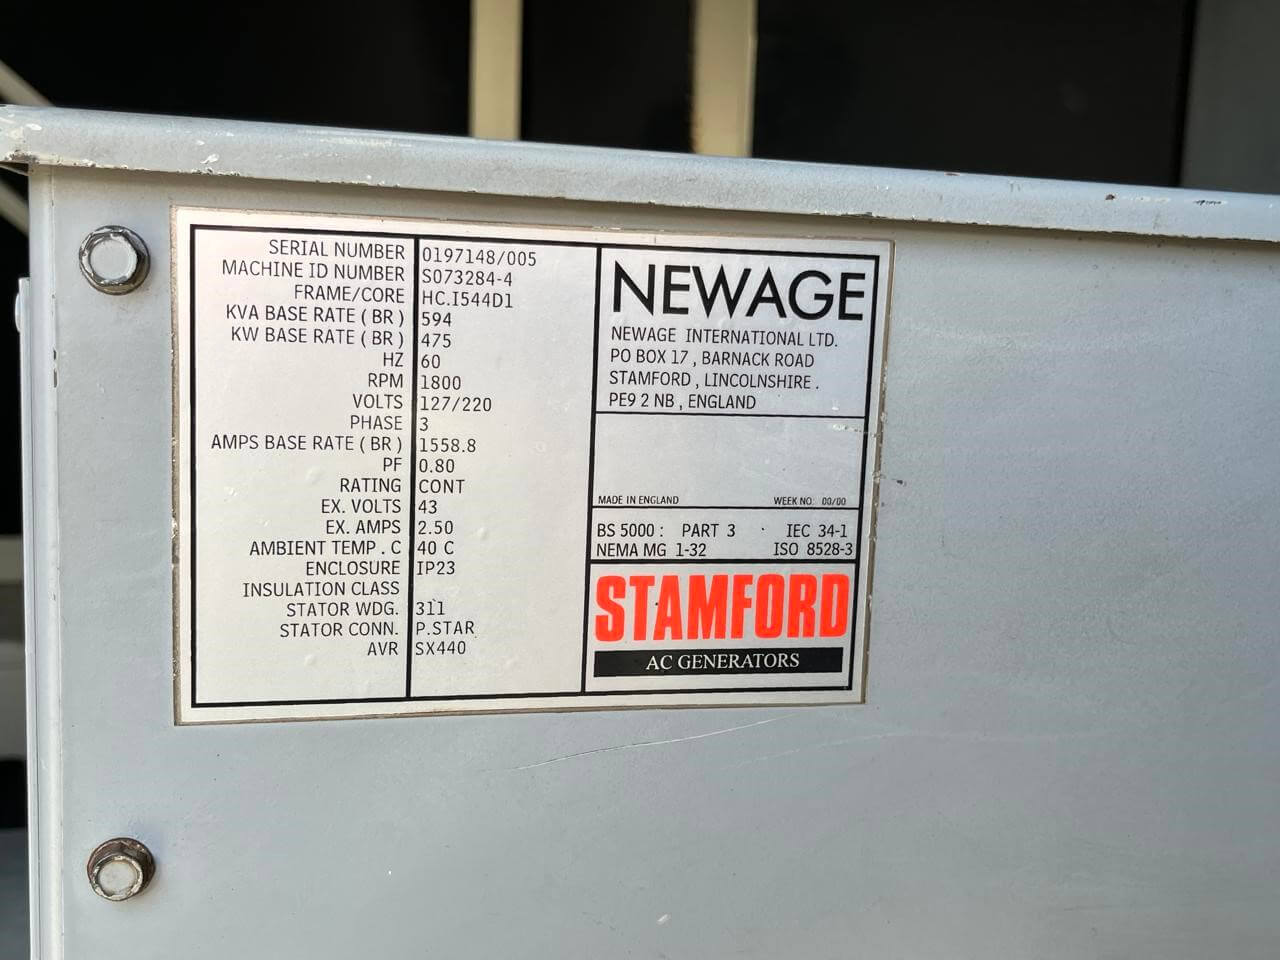 SERIAL NUMBER 0197148/005
MACHINE ID NUMBER S073284-4
FRAME/CORE HC.I544D1
KVA BASE RATE ( BR ) 594
KW BASE RATE ( BR ) 475
HZ 60
RPM 1800
VOLTS 127/220
PHASE 3
AMPS BASE RATE ( BR ) 1558.8
PF 0.80
RATING CONT
EX. VOLTS 43
EX. AMPS 2.50
AMBIENT TEMP . C 40 C
ENCLOSURE IP23
INSULATION CLASS
STATOR WDG. 311
STATOR CONN. P.STAR
AVR SX440
NEWAGE
NEWAGE INTERNATIONAL LTD.
PO BOX 17 , BARNACK ROAD
STAMFORD , LINCOLNSHIRE .
PE9 2 NB , ENGLAND
MADE IN ENGLAND WEEK NO: 00/00
BS 5000 : PART 3 IEC 34-1
NEMA MG 1-32 ISO 8528-3
STAMFORD
AC GENERATORS